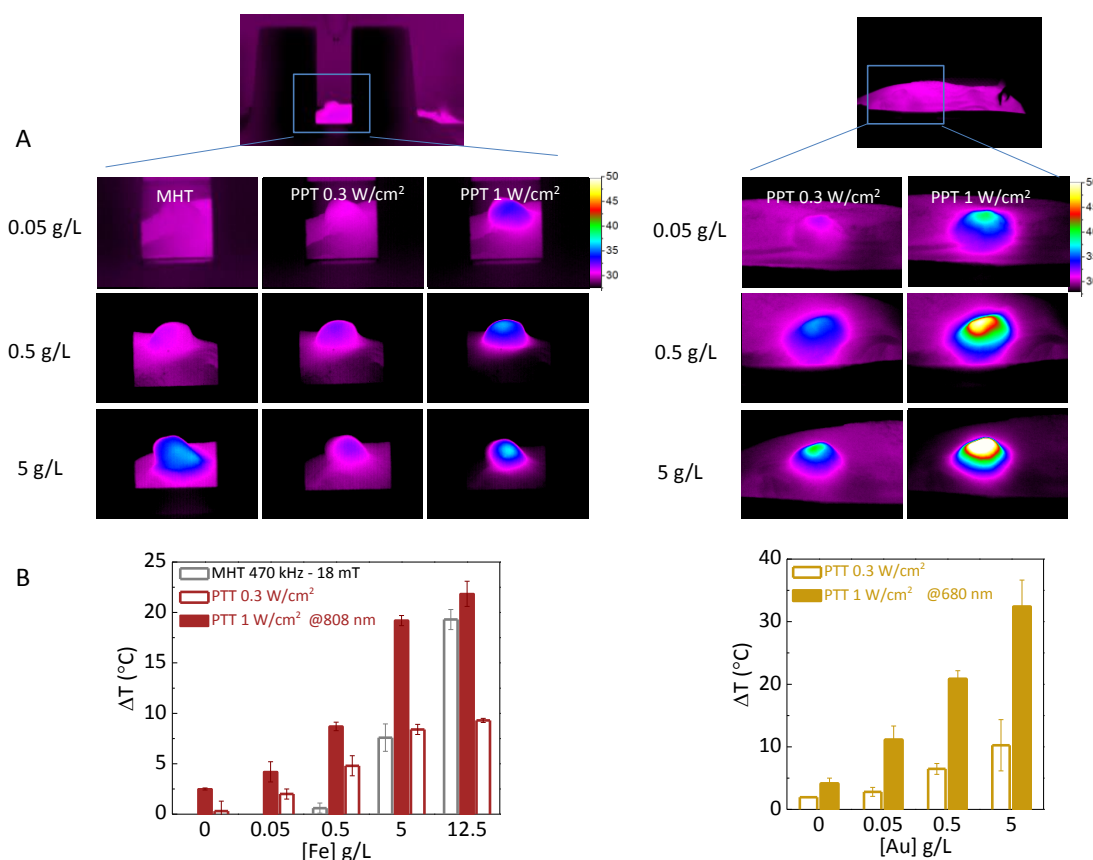 A
MHT
PPT 0.3 W/cm²
PPT 1 W/cm²
50
45
40
35
30
0.05 g/L
0.5 g/L
5 g/L
PPT 0.3 W/cm²
PPT 1 W/cm²
0.05 g/L
0.5 g/L
5 g/L
B
25
20
15
10
5
0
ΔT (°C)
MHT 470 kHz - 18 mT
PTT 0.3 W/cm²
PTT 1 W/cm² @808 nm
0 0.05 0.5 5 12.5
[Fe] g/L
40
30
20
10
0
ΔT (°C)
PTT 0.3 W/cm²
PTT 1 W/cm² @680 nm
0 0.05 0.5 5
[Au] g/L